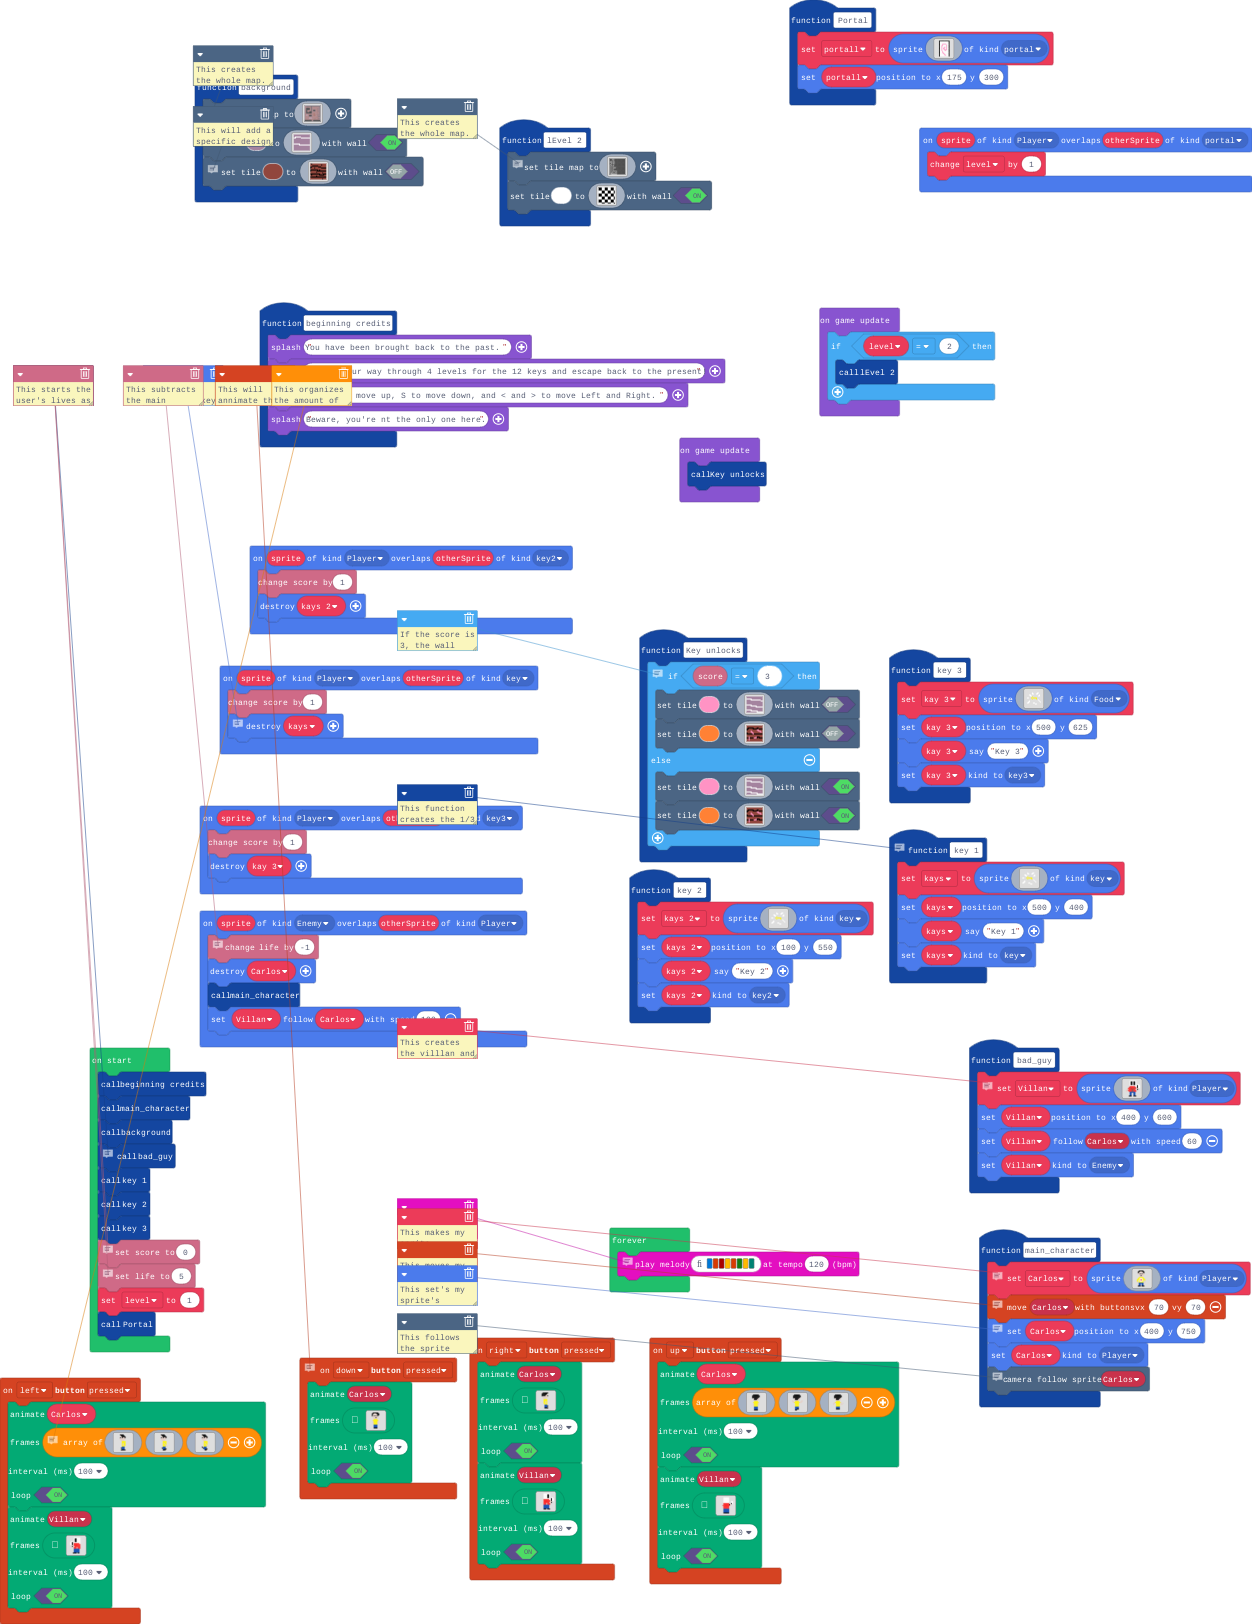 function Portal
set portall to sprite of kind portal
set portall position to x 175 y 300
This creates
the whole map.
function background
p to
This will add a
specific design
to with wall ON
set tile to with wall OFF
This creates
the whole map.
function lEvel 2
set tile map to
set tile to with wall ON
on sprite of kind Player overlaps otherSprite of kind portal
change level by 1
function beginning credits
splash "You have been brought back to the past. "
ur way through 4 levels for the 12 keys and escape back to the present"
move up, S to move down, and < and > to move Left and Right. "
splash "Beware, you're nt the only one here."
This starts the
user's lives as
This subtracts
the main
key
This will
annimate th
This organizes
the amount of
on game update
if level = 2 then
call lEvel 2
on game update
call Key unlocks
on sprite of kind Player overlaps otherSprite of kind key2
change score by 1
destroy kays 2
If the score is
3, the wall
on sprite of kind Player overlaps otherSprite of kind key
change score by 1
destroy kays
function Key unlocks
if score = 3 then
set tile to with wall OFF
set tile to with wall OFF
else
set tile to with wall ON
set tile to with wall ON
function key 3
set kay 3 to sprite of kind Food
set kay 3 position to x 500 y 625
kay 3 say "Key 3"
set kay 3 kind to key3
This function
creates the 1/3
on sprite of kind Player overlaps ot d key3
change score by 1
destroy kay 3
function key 1
set kays to sprite of kind key
set kays position to x 500 y 400
kays say "Key 1"
set kays kind to key
function key 2
set kays 2 to sprite of kind key
set kays 2 position to x 100 y 550
kays 2 say "Key 2"
set kays 2 kind to key2
on sprite of kind Enemy overlaps otherSprite of kind Player
change life by -1
destroy Carlos
call main_character
set Villan follow Carlos with spe
This creates
the villlan and
function bad_guy
set Villan to sprite of kind Player
set Villan position to x 400 y 600
set Villan follow Carlos with speed 60
set Villan kind to Enemy
on start
call beginning credits
call main_character
call background
call bad_guy
call key 1
call key 2
call key 3
set score to 0
set life to 5
set level to 1
call Portal
This makes my
This set's my
sprite's
This follows
the sprite
forever
play melody at tempo 120 (bpm)
function main_character
set Carlos to sprite of kind Player
move Carlos with buttons vx 70 vy 70
set Carlos position to x 400 y 750
set Carlos kind to Player
camera follow sprite Carlos
on left button pressed
animate Carlos
frames array of
interval (ms) 100
loop ON
animate Villan
frames
interval (ms) 100
loop ON
on down button pressed
animate Carlos
frames
interval (ms) 100
loop ON
n right button pressed
animate Carlos
frames
interval (ms) 100
loop ON
animate Villan
frames
interval (ms) 100
loop ON
on up button pressed
animate Carlos
frames array of
interval (ms) 100
loop ON
animate Villan
frames
interval (ms) 100
loop ON